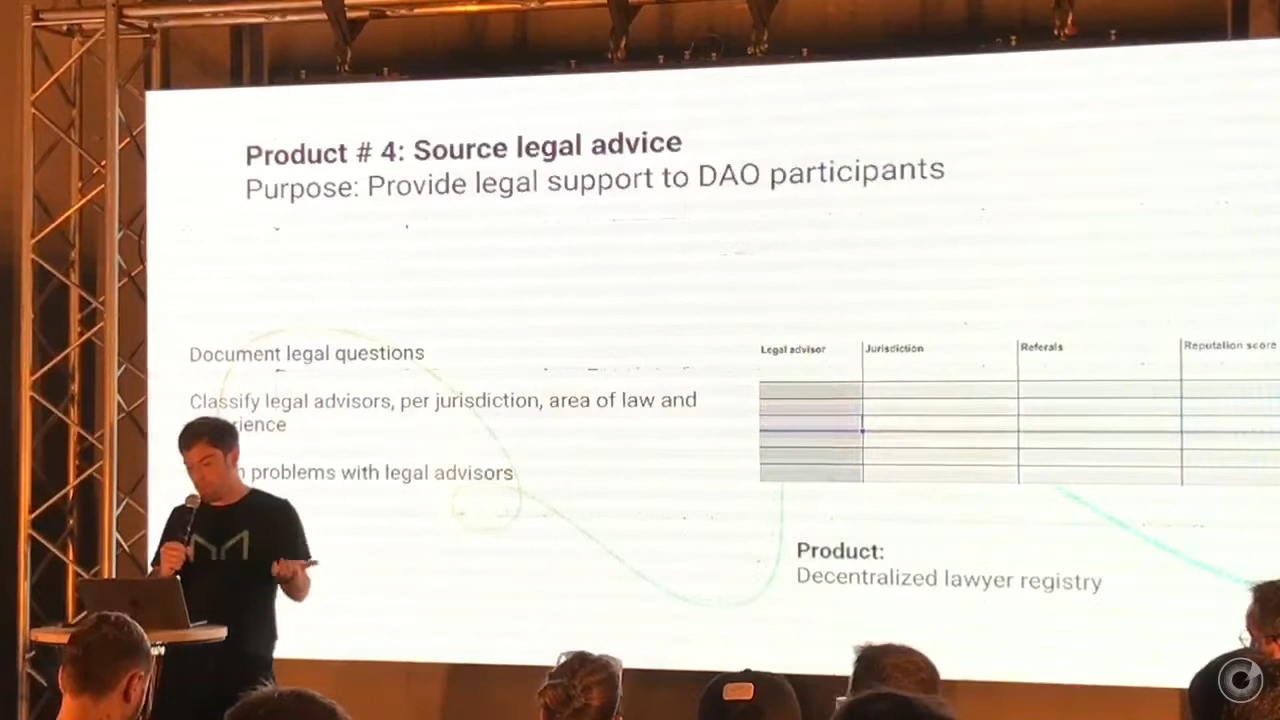 Product # 4: Source legal advice
Purpose: Provide legal support to DAO participants
Document legal questions
Classify legal advisors, per jurisdiction, area of law and
problems with legal advisors
Legal advisor Jurisdiction Referals Reputation score
Product:
Decentralized lawyer registry